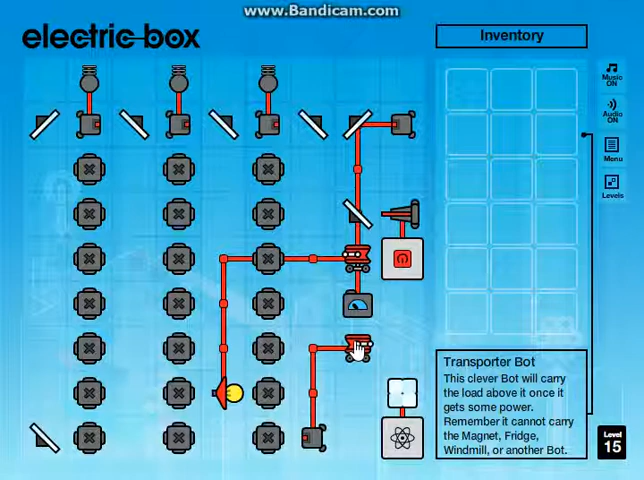 www.Bandicam.com
electric box
Inventory
Music
ON
Audio
ON
Menu
Levels
Transporter Bot
This clever Bot will carry
the load above it once it
gets some power.
Remember it cannot carry
the Magnet, Fridge,
Windmill, or another Bot.
Level
15